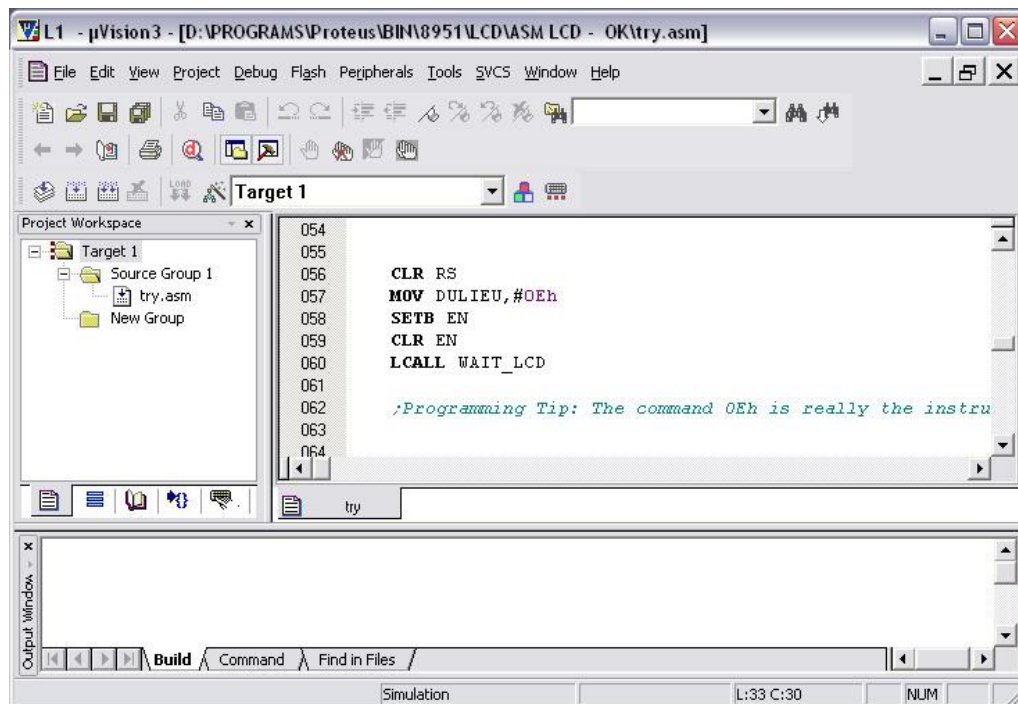 L1 - µVision3 - [D:\PROGRAMS\Proteus\BIN\8951\LCD\ASM LCD - OK\try.asm]
File Edit View Project Debug Flash Peripherals Tools SVCS Window Help
LOAD
Target 1
Project Workspace
Target 1
Source Group 1
try.asm
New Group
054
055
056 CLR RS
057 MOV DULIEU,#0Eh
058 SETB EN
059 CLR EN
060 LCALL WAIT_LCD
061
062 ;Programming Tip: The command 0Eh is really the instru
063
064
try
Output Window
Build Command Find in Files
Simulation L:33 C:30 NUM